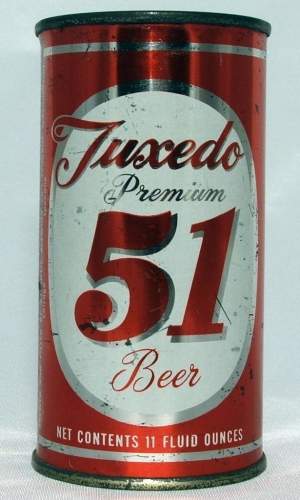 Tuxedo
Premium
51
Beer
NET CONTENTS 11 FLUID OUNCES